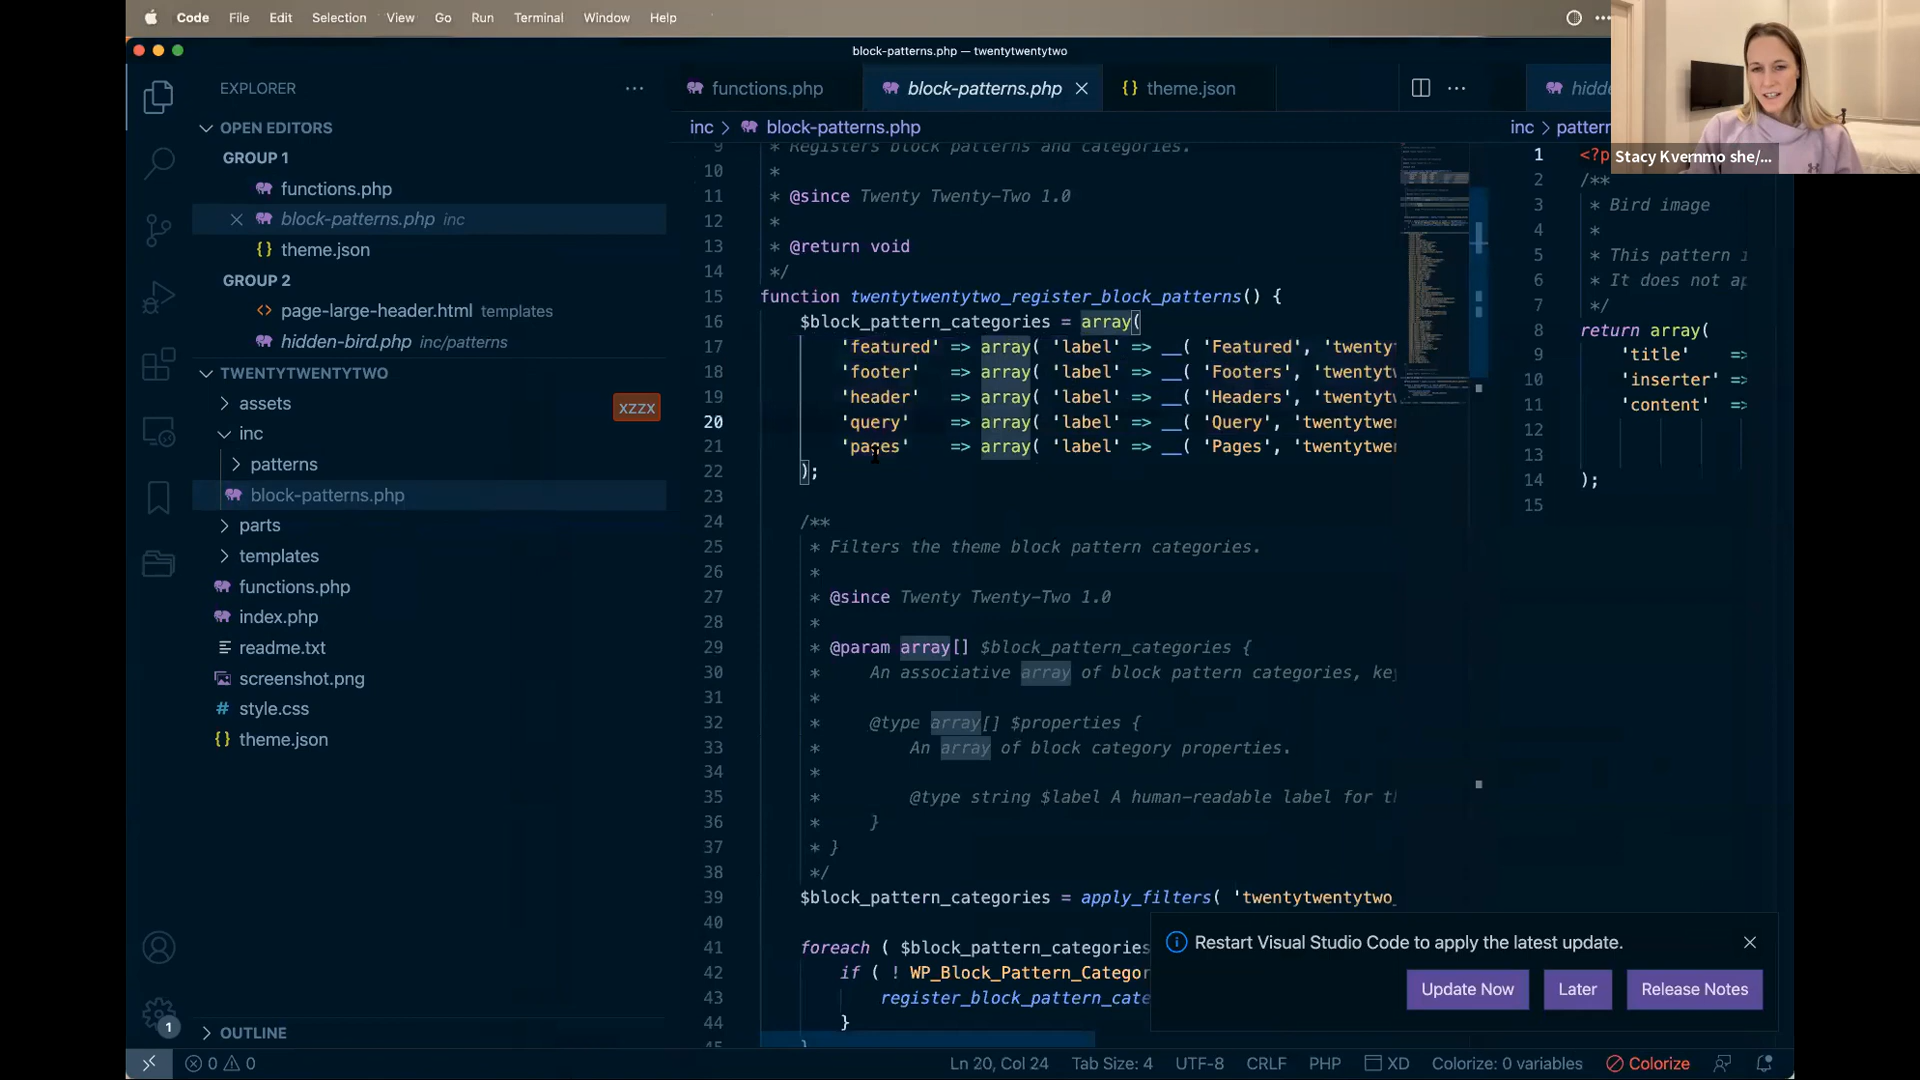 Code File Edit Selection View Go Run Terminal Window Help
block-patterns.php — twentytwentytwo
EXPLORER
OPEN EDITORS
GROUP 1
functions.php
block-patterns.php inc
theme.json
GROUP 2
page-large-header.html templates
hidden-bird.php inc/patterns
TWENTYTWENTYTWO
assets
XZZX
inc
patterns
block-patterns.php
parts
templates
functions.php
index.php
readme.txt
screenshot.png
style.css
theme.json
OUTLINE
functions.php block-patterns.php theme.json
inc > block-patterns.php
9 * Registers block patterns and categories.
10 *
11 * @since Twenty Twenty-Two 1.0
12 *
13 * @return void
14 */
15 function twentytwentytwo_register_block_patterns() {
16 $block_pattern_categories = array(
17 'featured' => array( 'label' => __( 'Featured', 'twenty
18 'footer' => array( 'label' => __( 'Footers', 'twentytw
19 'header' => array( 'label' => __( 'Headers', 'twentytw
20 'query' => array( 'label' => __( 'Query', 'twentytwen
21 'pages' => array( 'label' => __( 'Pages', 'twentytwen
22 );
23
24 /**
25 * Filters the theme block pattern categories.
26 *
27 * @since Twenty Twenty-Two 1.0
28 *
29 * @param array[] $block_pattern_categories {
30 * An associative array of block pattern categories, key
31 *
32 * @type array[] $properties {
33 * An array of block category properties.
34 *
35 * @type string $label A human-readable label for th
36 * }
37 * }
38 */
39 $block_pattern_categories = apply_filters( 'twentytwentytwo_
40
41 foreach ( $block_pattern_categories
42 if ( ! WP_Block_Pattern_Categor
43 register_block_pattern_cate
44 }
45 }
hidd
inc > patterr
1 <?p
2 /**
3 * Bird image
4 *
5 * This pattern i
6 * It does not ap
7 */
8 return array(
9 'title' =>
10 'inserter' =>
11 'content' =>
12
13
14 );
15
Stacy Kvernmo she/...
Restart Visual Studio Code to apply the latest update.
Update Now Later Release Notes
1
0 0 Ln 20, Col 24 Tab Size: 4 UTF-8 CRLF PHP XD Colorize: 0 variables Colorize